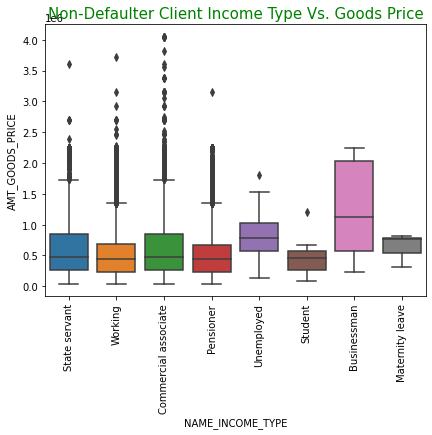 Non-Defaulter Client Income Type Vs. Goods Price
1e6
4.0
3.5
3.0
2.5
2.0
1.5
1.0
0.5
0.0
AMT_GOODS_PRICE
State servant
Working
Commercial associate
Pensioner
Unemployed
Student
Businessman
Maternity leave
NAME_INCOME_TYPE